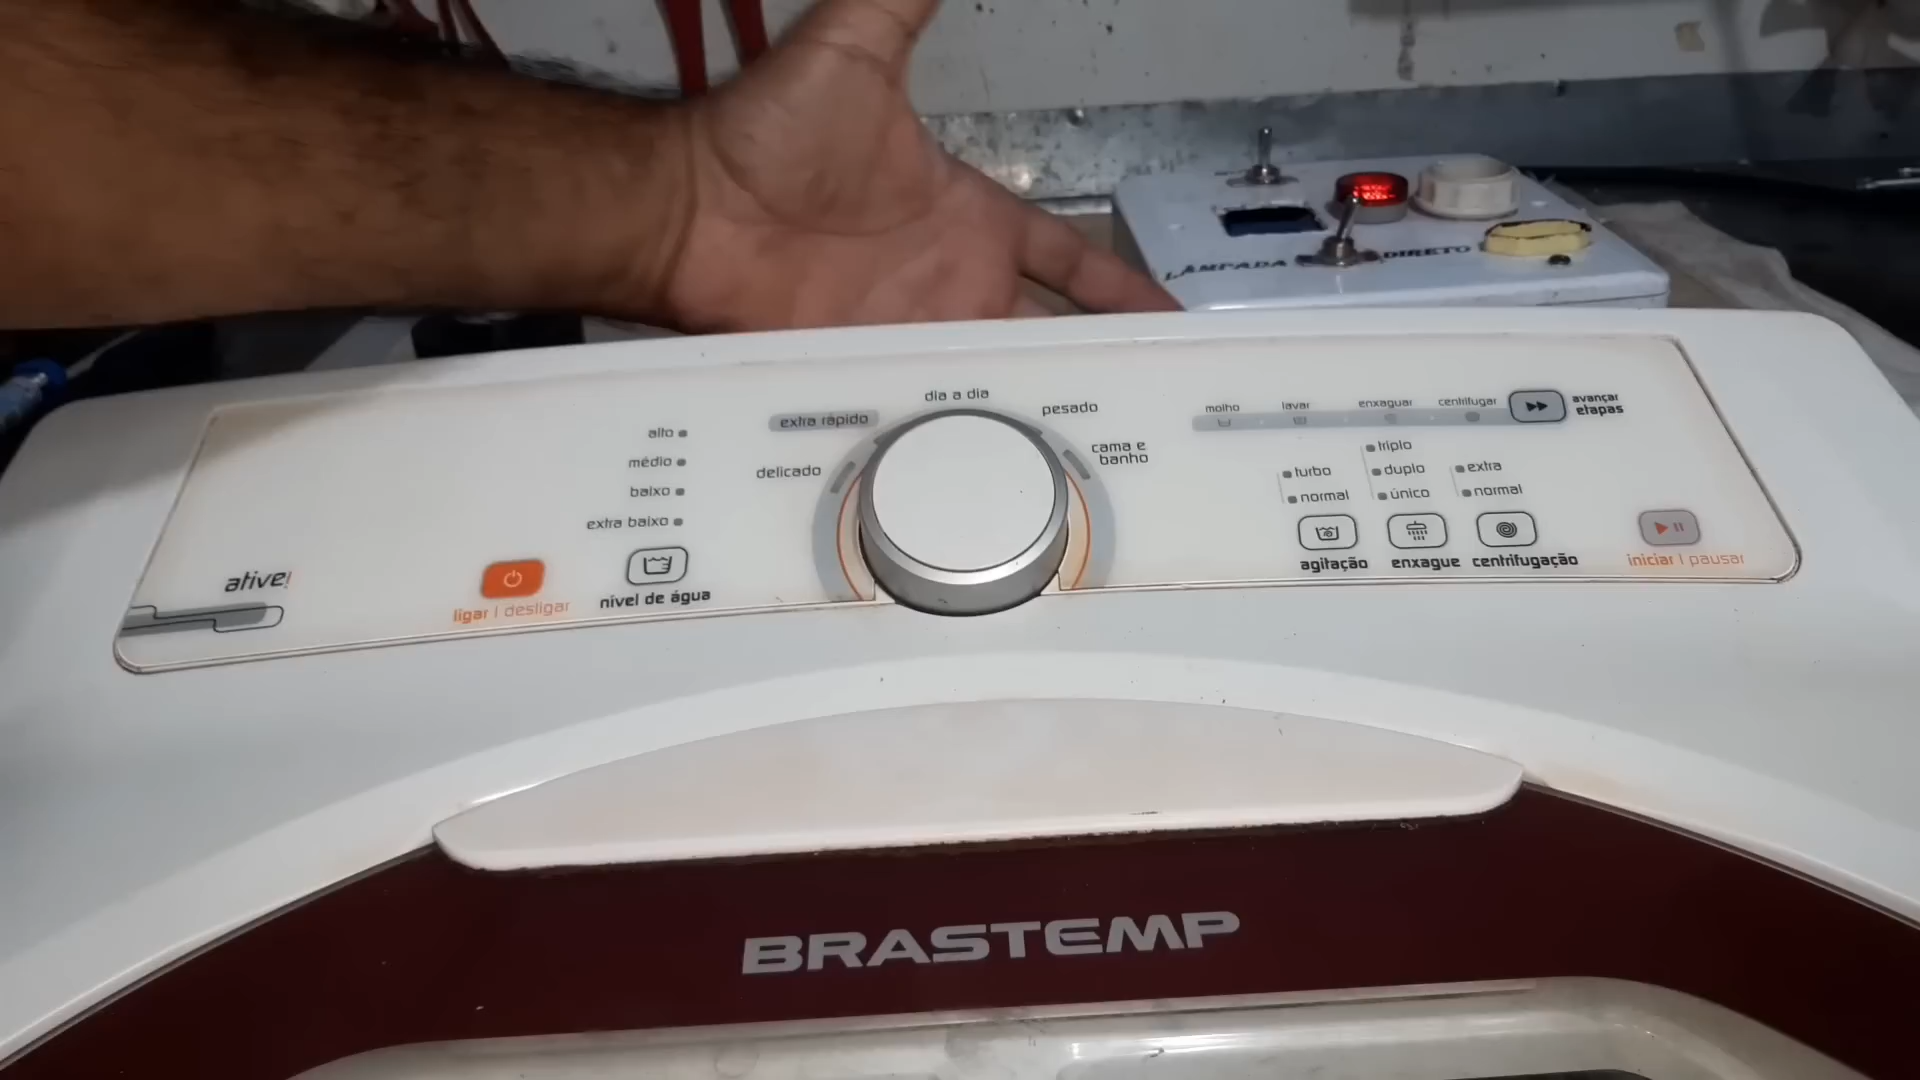 LÂMPADA
DIRETO
dia a dia
extra rápido
pesado
delicado
cama e
banho
alto
médio
baixo
extra baixo
nível de água
ative!
ligar | desligar
molho
lavar
enxaguar
centrifugar
avançar
etapas
turbo
normal
triplo
duplo
único
extra
normal
agitação
enxague
centrifugação
iniciar | pausar
BRASTEMP